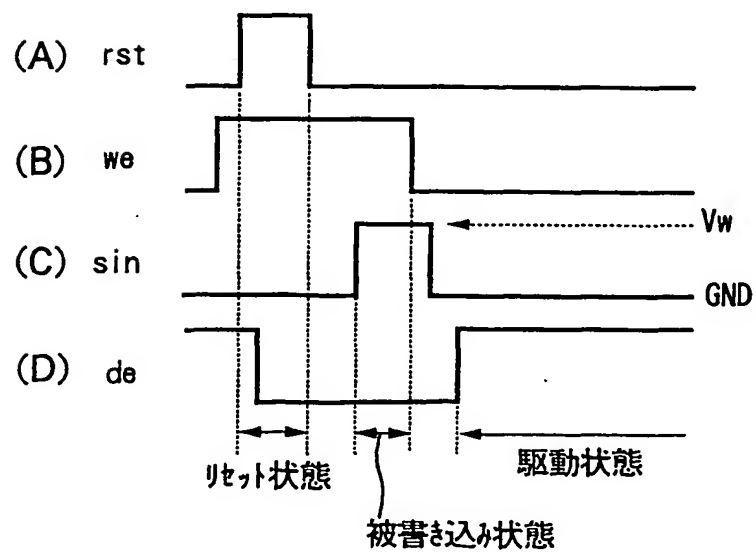 (A) rst
(B) we
Vw
(C) sin
GND
(D) de
リセット状態
駆動状態
被書き込み状態